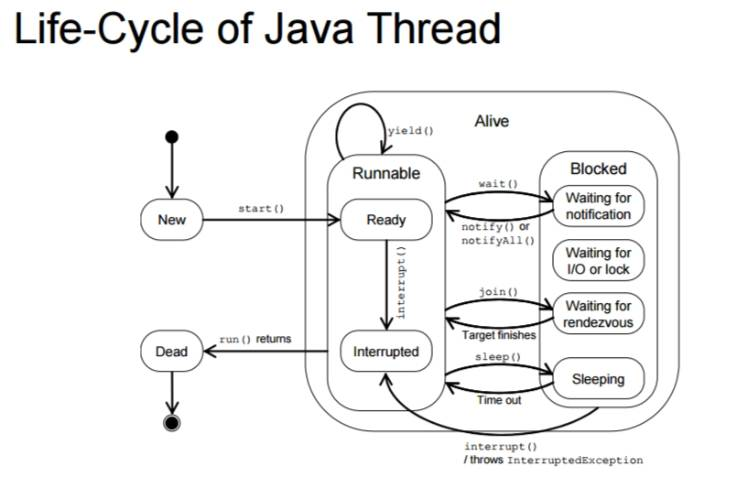 Life-Cycle of Java Thread
Alive
yield()
Runnable
Blocked
New
start()
Ready
wait()
Waiting for
notification
notify() or
notifyAll()
interrupt()
Waiting for
I/O or lock
join()
Waiting for
rendezvous
Target finishes
Dead
run() returns
Interrupted
sleep()
Sleeping
Time out
interrupt()
/ throws InterruptedException